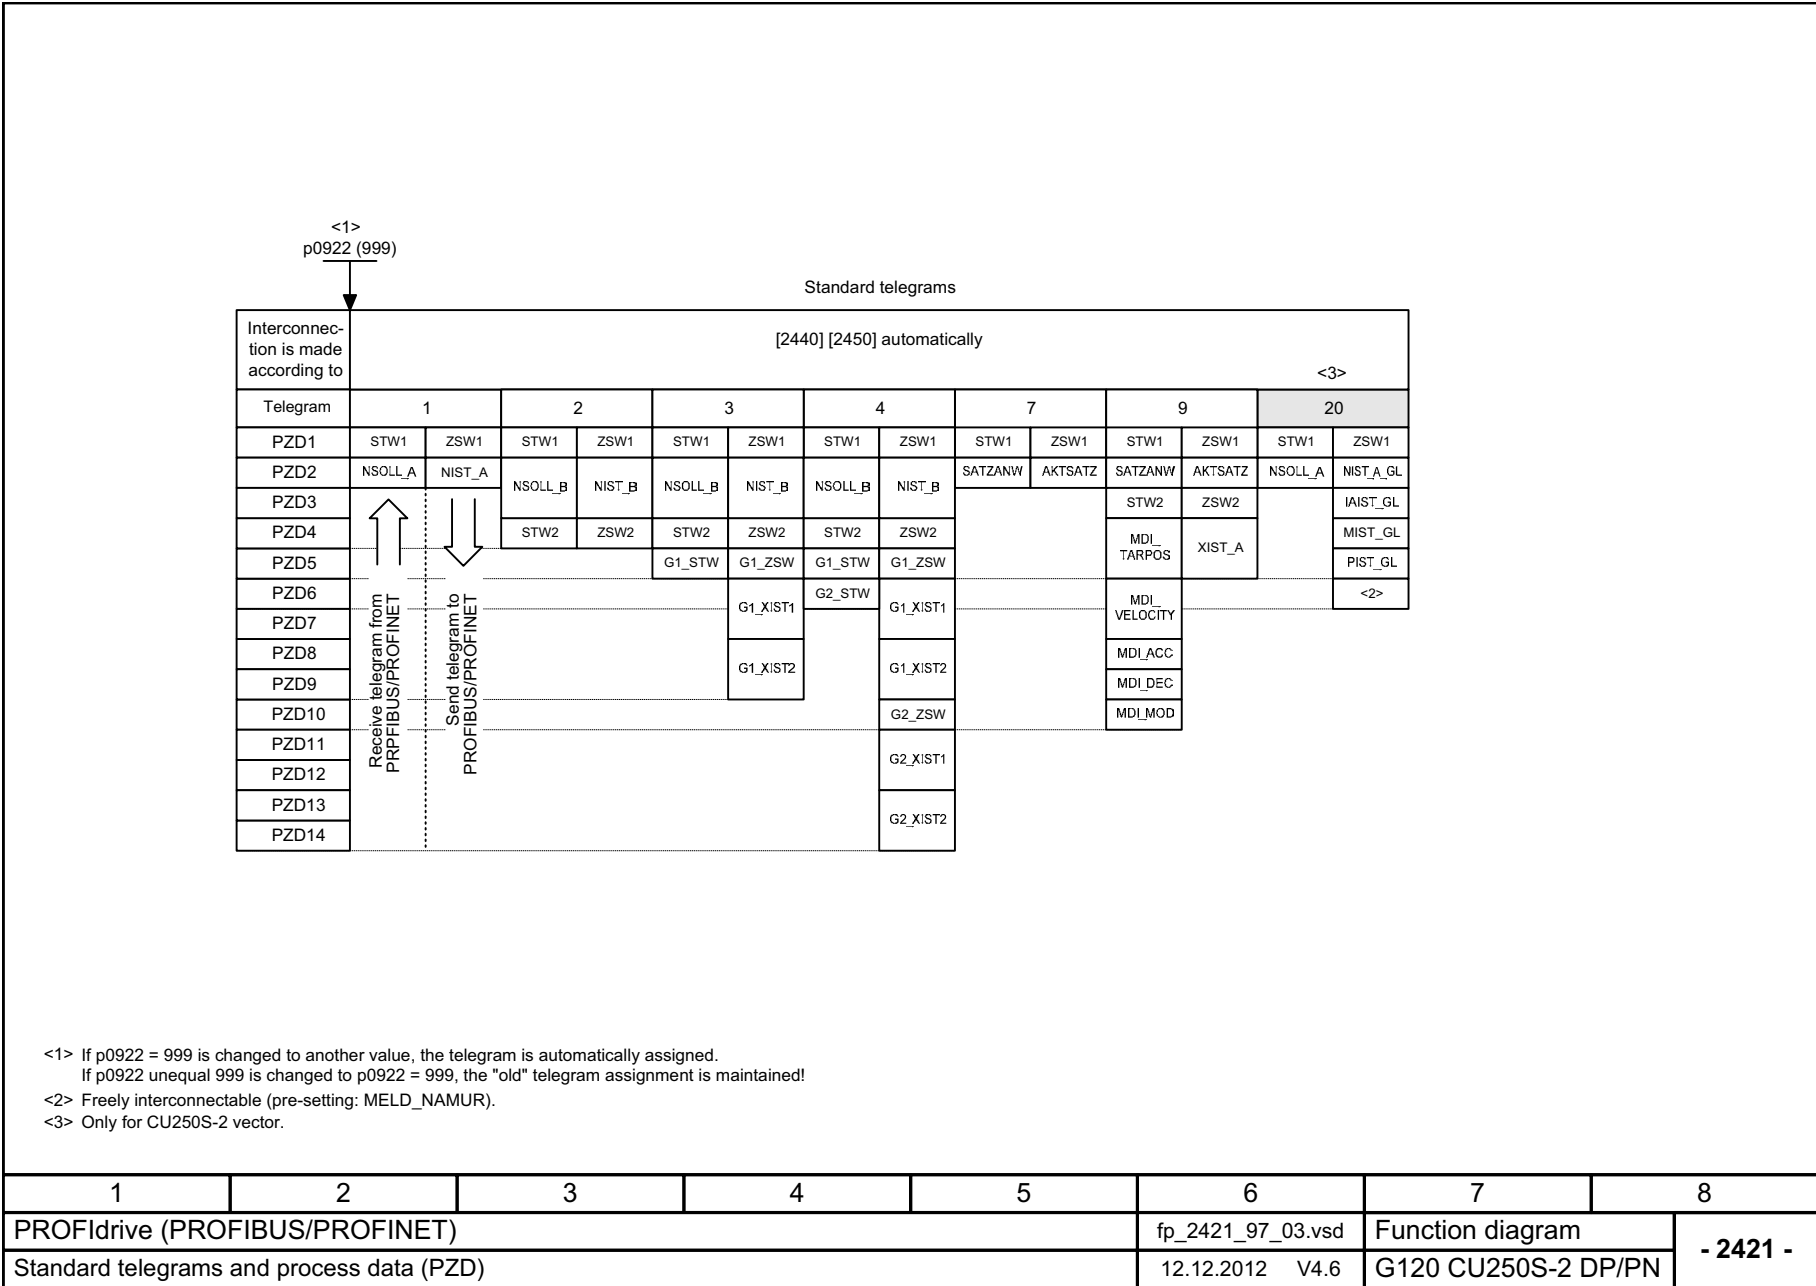 <1>
p0922 (999)
Standard telegrams
Interconnec-
tion is made
according to
[2440] [2450] automatically
<3>
Telegram 1 2 3 4 7 9 20
PZD1 STW1 ZSW1 STW1 ZSW1 STW1 ZSW1 STW1 ZSW1 STW1 ZSW1 STW1 ZSW1 STW1 ZSW1
PZD2 NSOLL_A NIST_A NSOLL_B NIST_B NSOLL_B NIST_B NSOLL_B NIST_B SATZANW AKTSATZ SATZANW AKTSATZ NSOLL_A NIST_A_GL
PZD3 STW2 ZSW2 IAIST_GL
PZD4 STW2 ZSW2 STW2 ZSW2 STW2 ZSW2 MDI_TARPOS XIST_A MIST_GL
PZD5 G1_STW G1_ZSW G1_STW G1_ZSW PIST_GL
PZD6 G1_XIST1 G2_STW G1_XIST1 MDI_VELOCITY <2>
PZD7
PZD8 G1_XIST2 G1_XIST2 MDI_ACC
PZD9 MDI_DEC
PZD10 G2_ZSW MDI_MOD
PZD11 G2_XIST1
PZD12
PZD13 G2_XIST2
PZD14
Receive telegram from
PRPFIBUS/PROFINET
Send telegram to
PROFIBUS/PROFINET
<1> If p0922 = 999 is changed to another value, the telegram is automatically assigned.
If p0922 unequal 999 is changed to p0922 = 999, the "old" telegram assignment is maintained!
<2> Freely interconnectable (pre-setting: MELD_NAMUR).
<3> Only for CU250S-2 vector.
1 2 3 4 5 6 7 8
PROFIdrive (PROFIBUS/PROFINET) fp_2421_97_03.vsd Function diagram - 2421 -
Standard telegrams and process data (PZD) 12.12.2012 V4.6 G120 CU250S-2 DP/PN